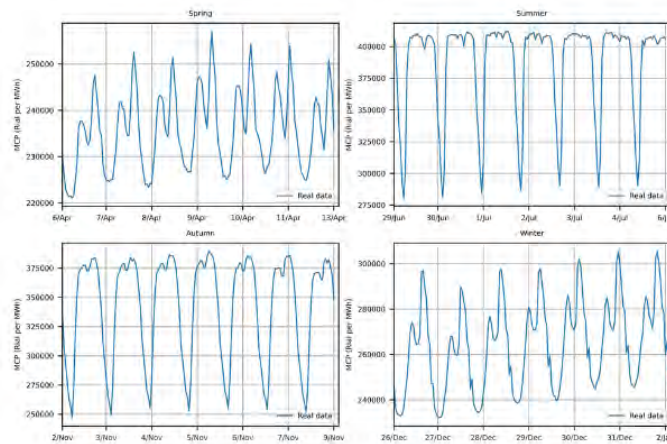 Spring
MCP (Rial per MWh)
250000
240000
230000
220000
Real data
6/Apr 7/Apr 8/Apr 9/Apr 10/Apr 11/Apr 13/Apr
Summer
MCP (Rial per MWh)
400000
375000
350000
325000
300000
275000
Real data
29/Jun 30/Jun 1/Jul 2/Jul 3/Jul 4/Jul
Autumn
MCP (Rial per MWh)
375000
350000
325000
300000
275000
250000
Real data
2/Nov 3/Nov 4/Nov 5/Nov 6/Nov 7/Nov 9/Nov
Winter
MCP (Rial per MWh)
300000
280000
260000
240000
Real data
26/Dec 27/Dec 28/Dec 29/Dec 30/Dec 31/Dec